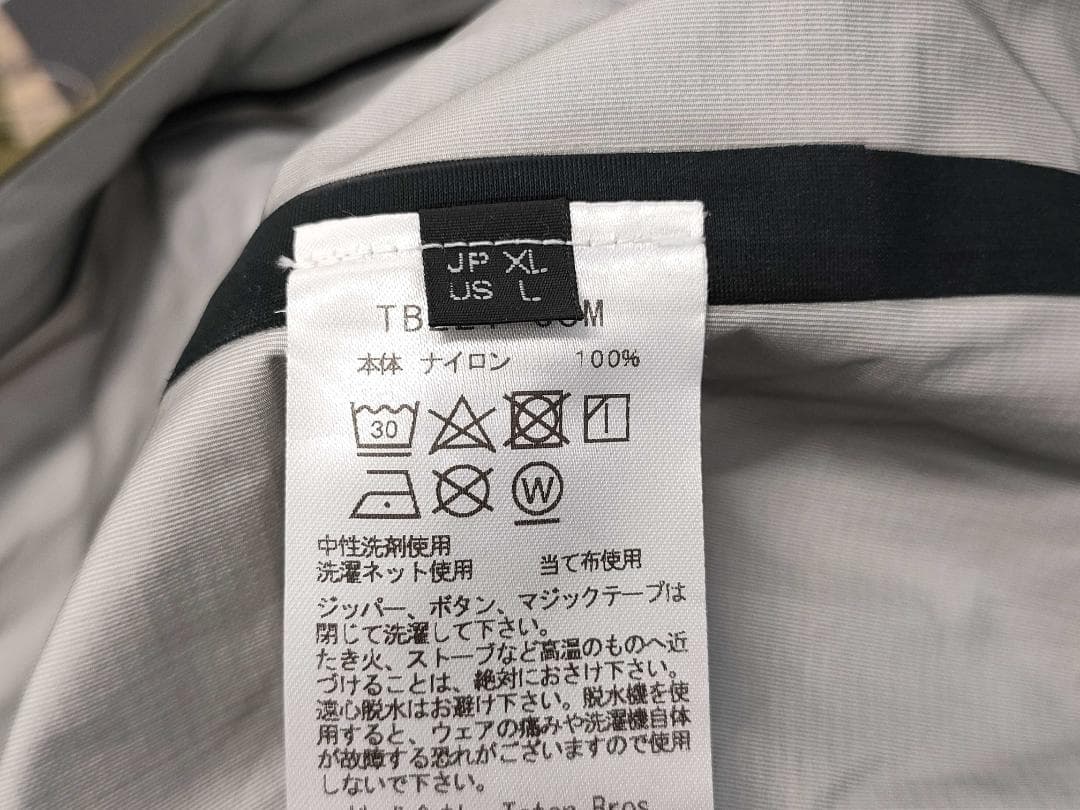 JP XL
US L
本体 ナイロン 100%
30
W
中性洗剤使用
洗濯ネット使用 当て布使用
ジッパー、ボタン、マジックテープは
閉じて洗濯して下さい。
たき火、ストーブなど高温のものへ近
づけることは、絶対におさけ下さい。
遠心脱水はお避け下さい。脱水機を使
用すると、ウェアの痛みや洗濯機自体
が故障する恐れがございますので使用
しないで下さい。
Bros